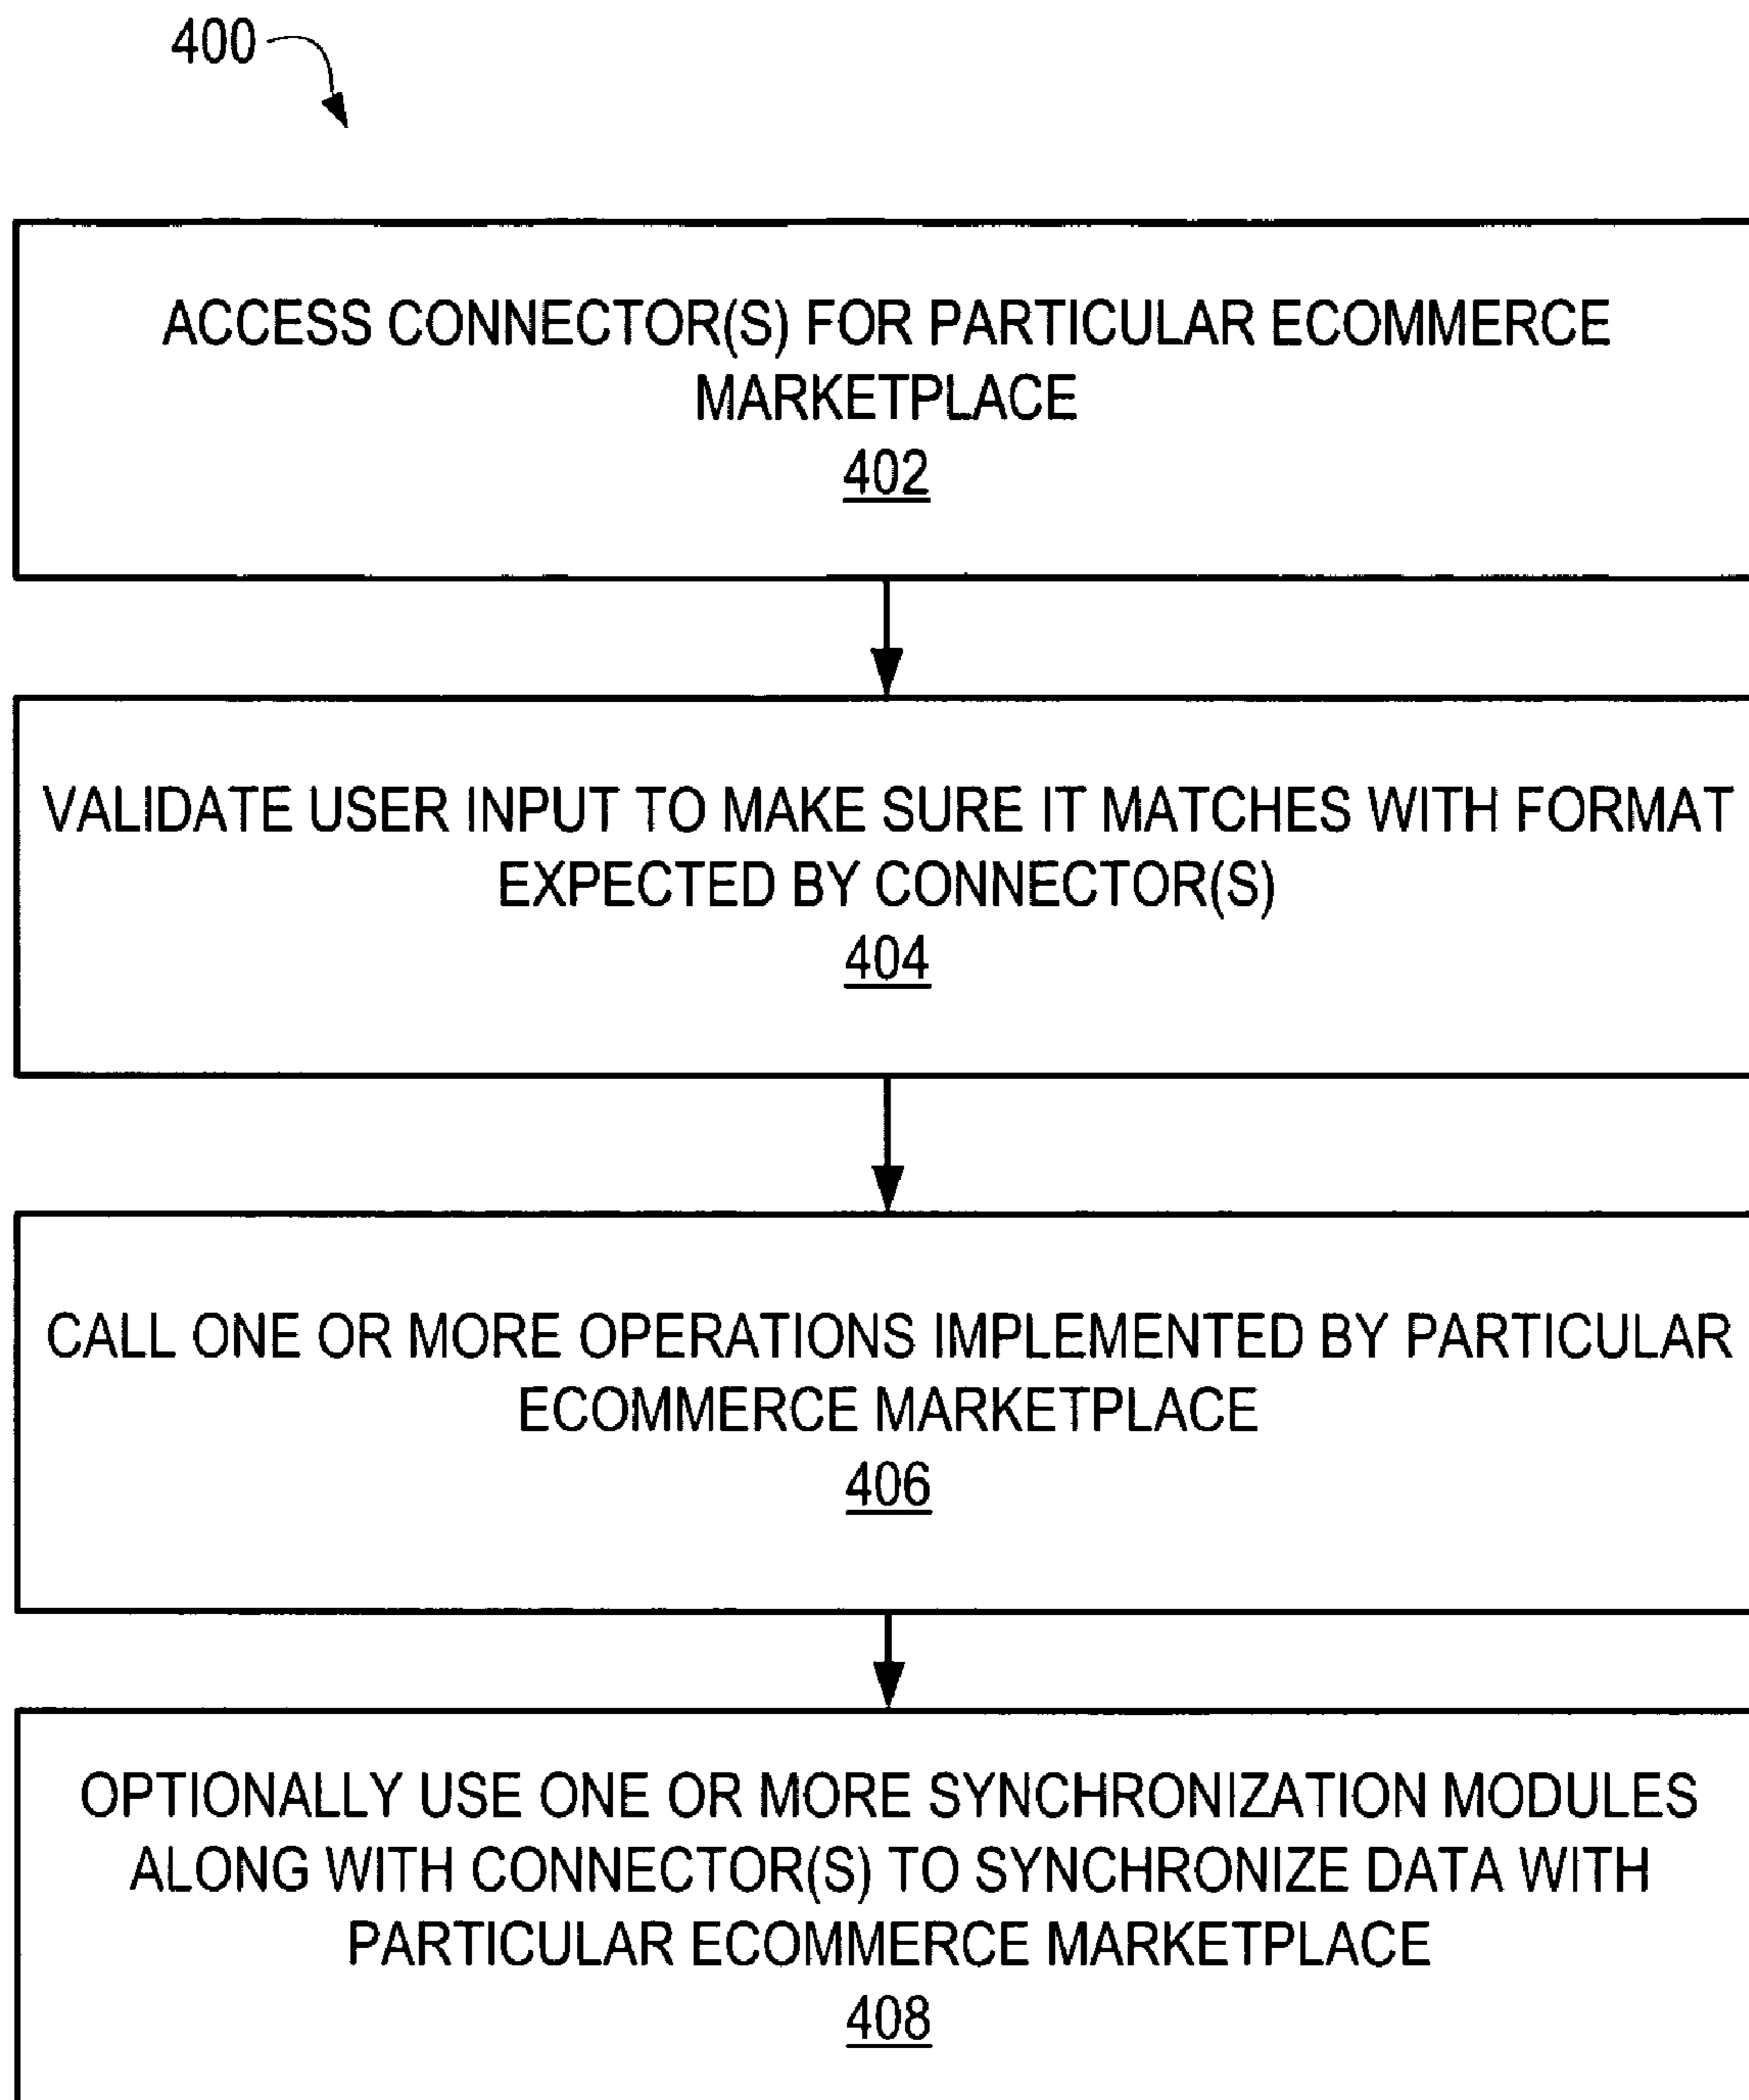 400
ACCESS CONNECTOR(S) FOR PARTICULAR ECOMMERCE
MARKETPLACE
402
VALIDATE USER INPUT TO MAKE SURE IT MATCHES WITH FORMAT
EXPECTED BY CONNECTOR(S)
404
CALL ONE OR MORE OPERATIONS IMPLEMENTED BY PARTICULAR
ECOMMERCE MARKETPLACE
406
OPTIONALLY USE ONE OR MORE SYNCHRONIZATION MODULES
ALONG WITH CONNECTOR(S) TO SYNCHRONIZE DATA WITH
PARTICULAR ECOMMERCE MARKETPLACE
408